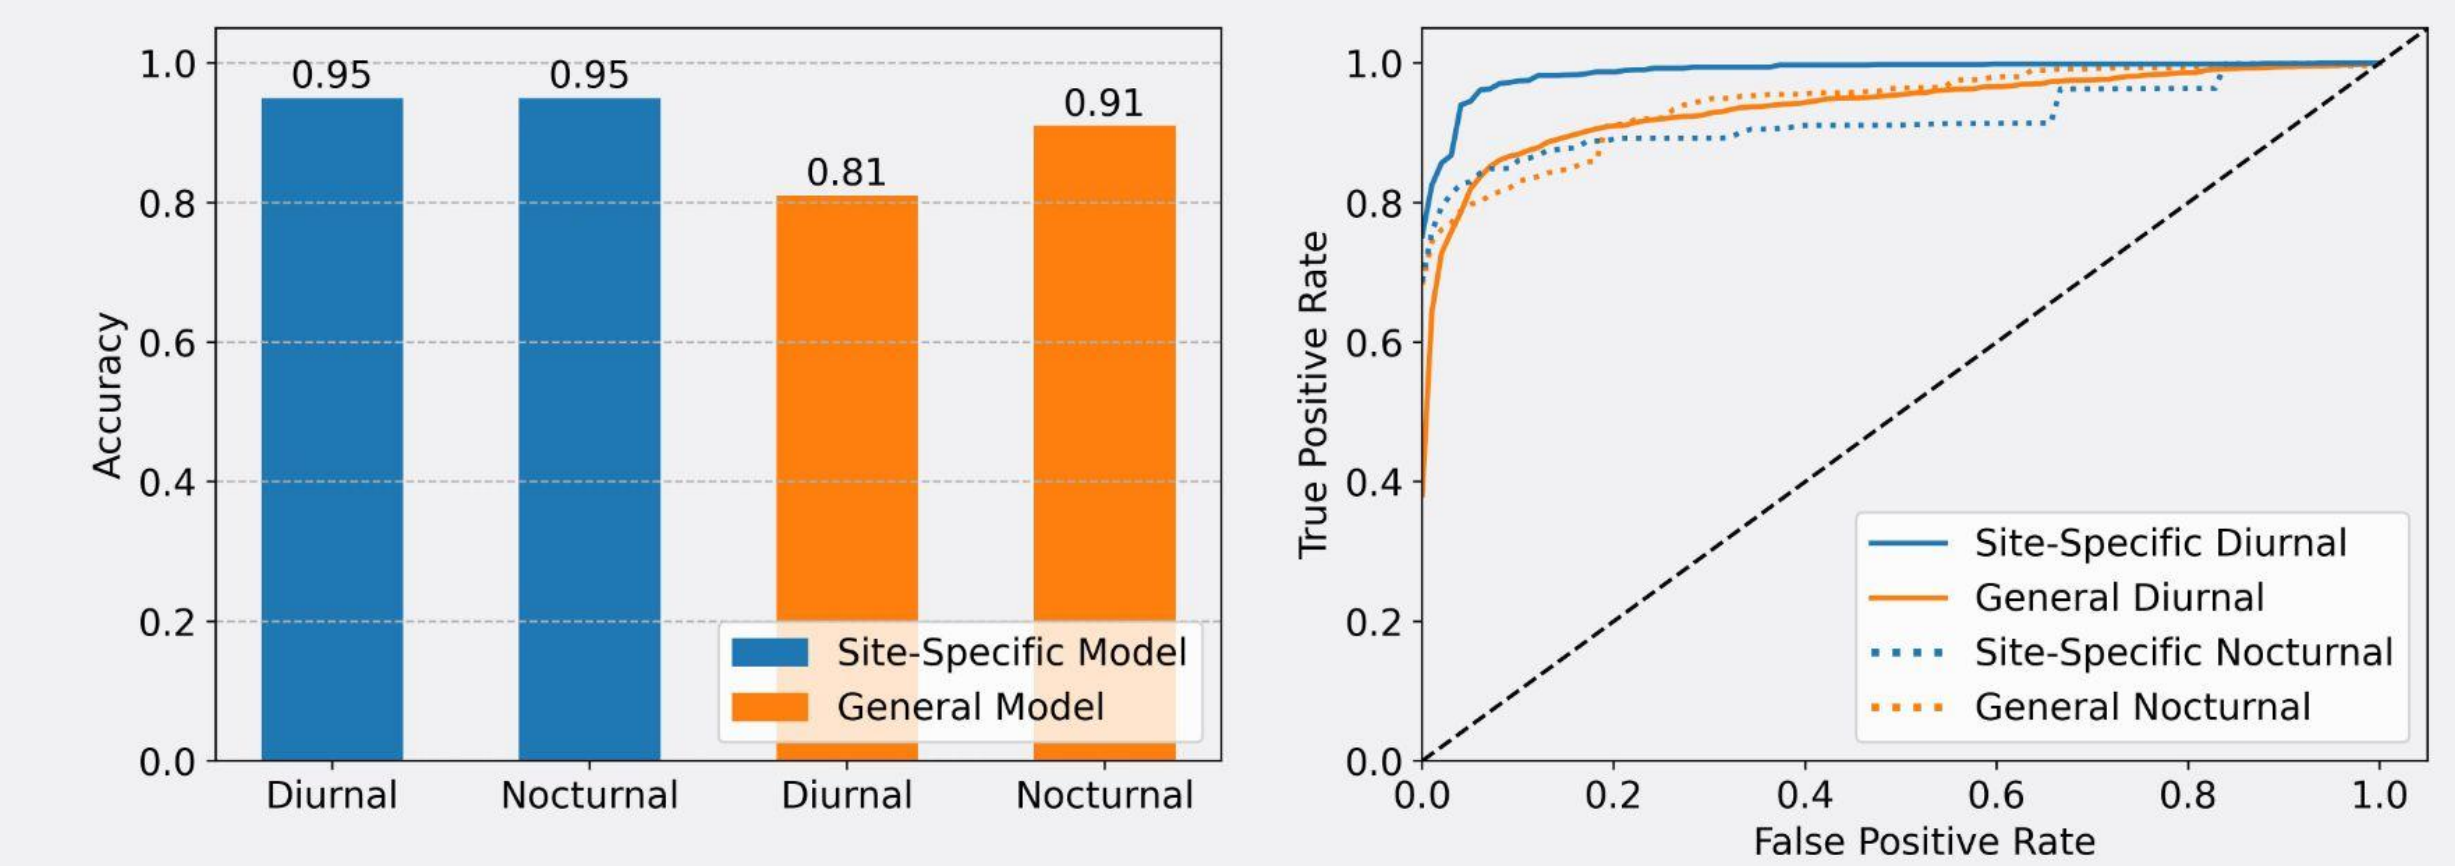 1.0
0.8
0.6
0.4
0.2
0.0
Accuracy
0.95
0.95
0.81
0.91
Site-Specific Model
General Model
Diurnal
Nocturnal
Diurnal
Nocturnal
1.0
0.8
0.6
0.4
0.2
0.0
True Positive Rate
Site-Specific Diurnal
General Diurnal
Site-Specific Nocturnal
General Nocturnal
0.0 0.2 0.4 0.6 0.8 1.0
False Positive Rate